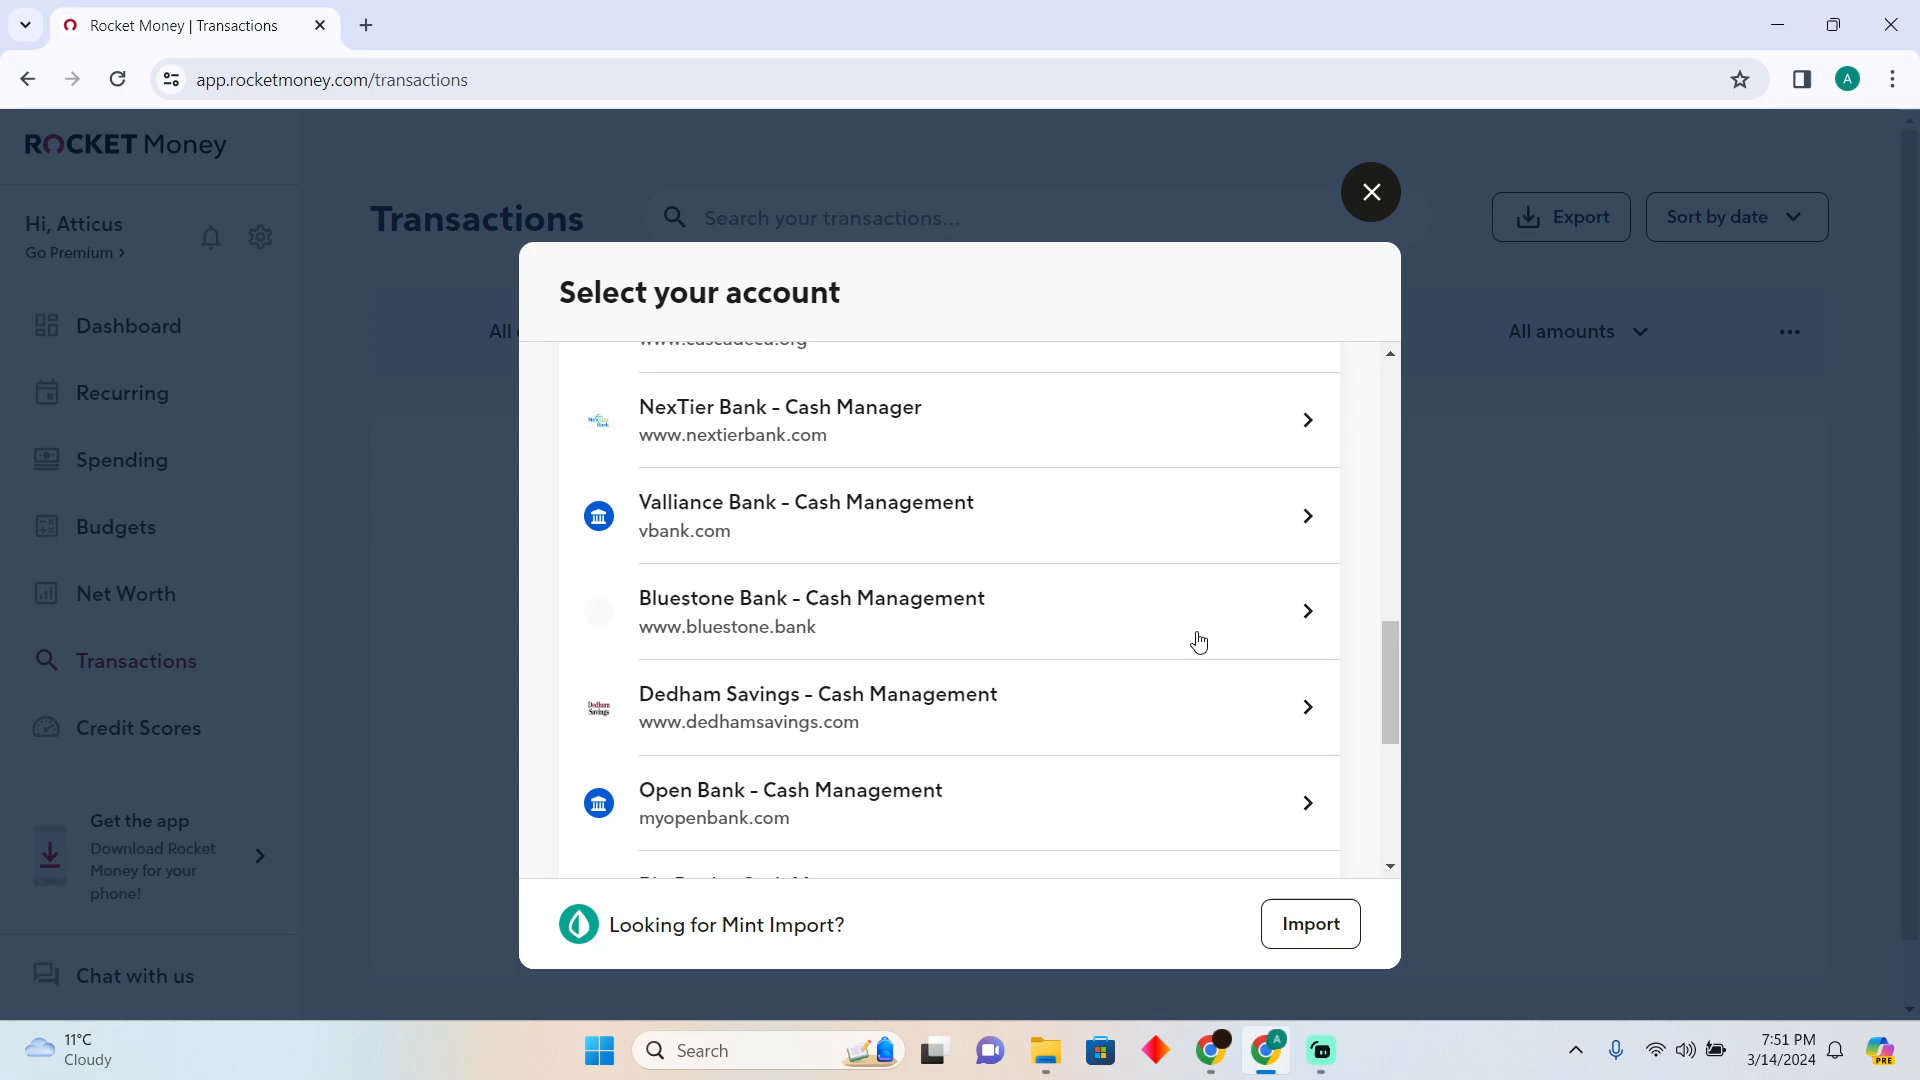 Rocket Money | Transactions
app.rocketmoney.com/transactions
A
ROCKET Money
Hi, Atticus
Go Premium >
Dashboard
Recurring
Spending
Budgets
Net Worth
Transactions
Credit Scores
Get the app
Download Rocket
Money for your
phone!
Chat with us
Transactions
Search your transactions...
Export
Sort by date
All
All amounts
Select your account
www.cascadecu.org
NexTier Bank - Cash Manager
www.nextierbank.com
Valliance Bank - Cash Management
vbank.com
Bluestone Bank - Cash Management
www.bluestone.bank
Dedham
Savings
Dedham Savings - Cash Management
www.dedhamsavings.com
Open Bank - Cash Management
myopenbank.com
Looking for Mint Import?
Import
11°C
Cloudy
Search
A
7:51 PM
3/14/2024
PRE